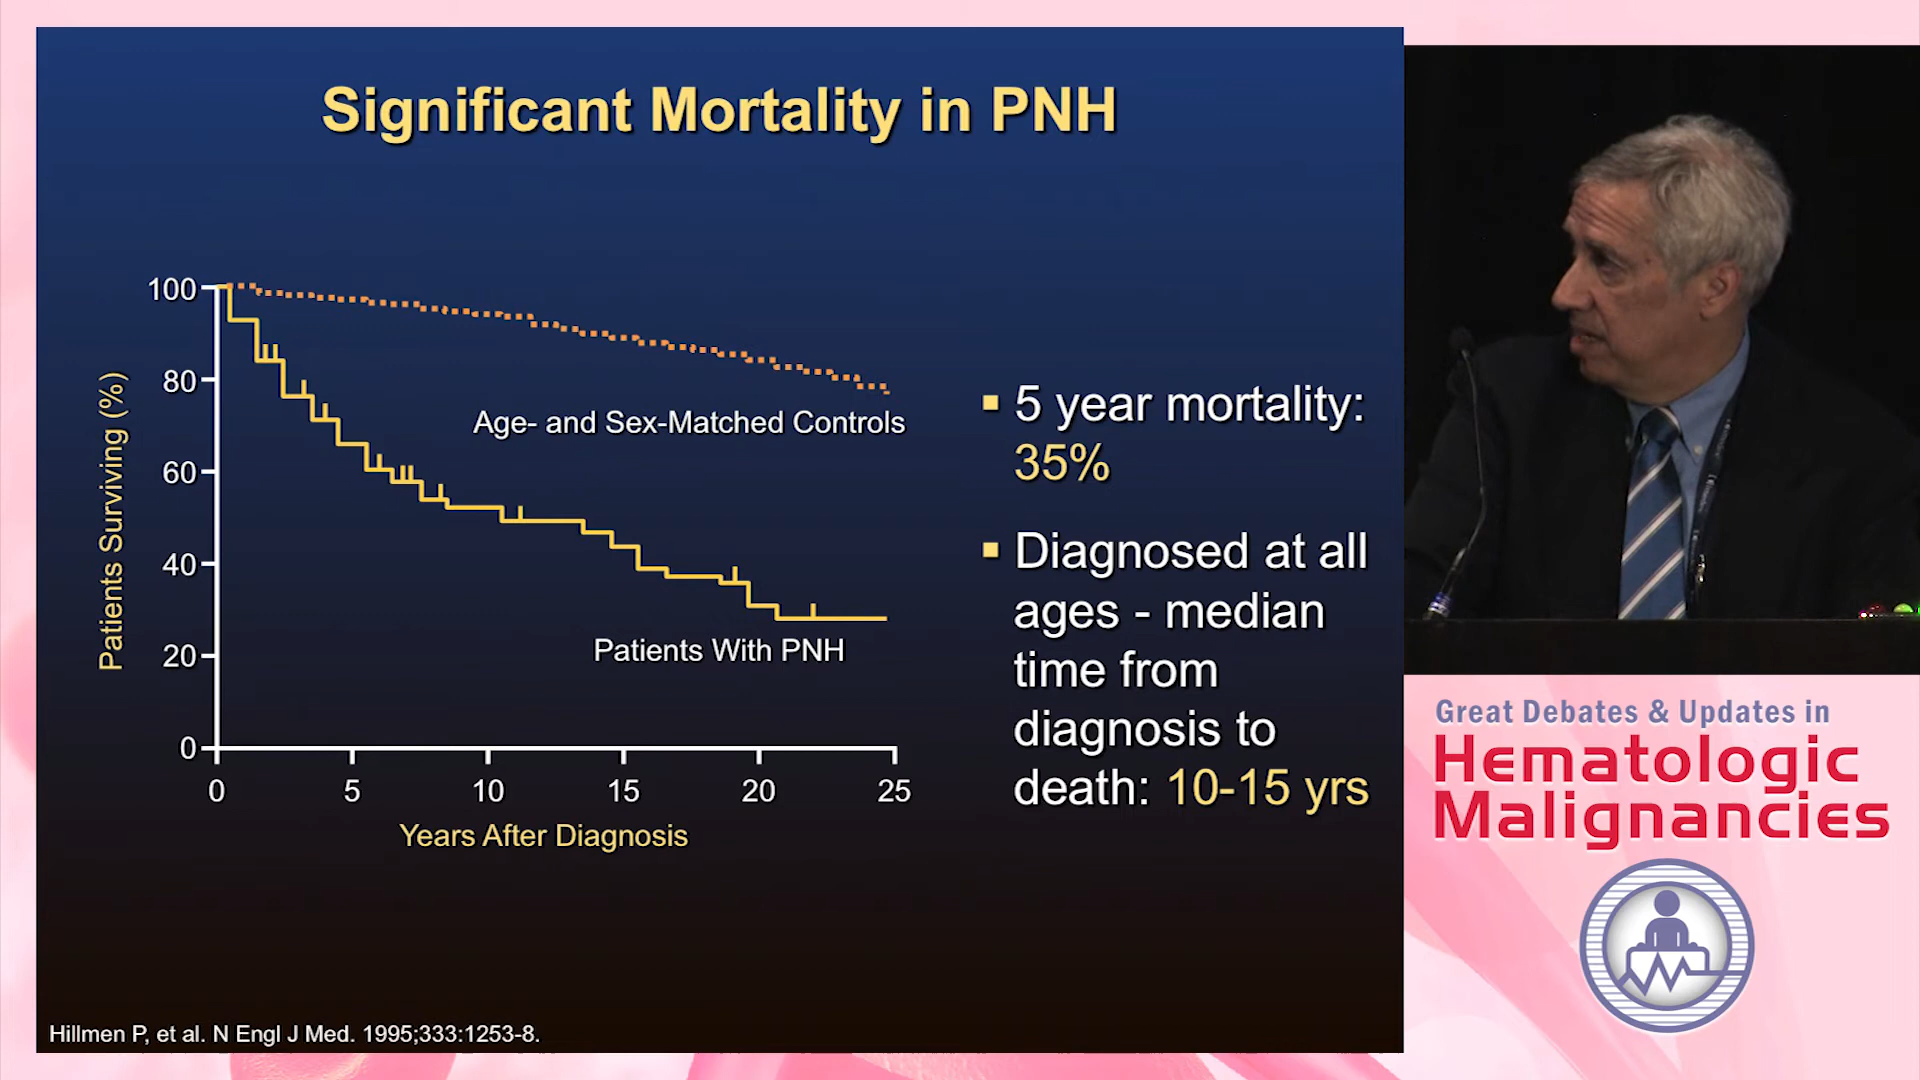 Significant Mortality in PNH
100
80
60
40
20
0
Patients Surviving (%)
Age- and Sex-Matched Controls
Patients With PNH
0 5 10 15 20 25
Years After Diagnosis
5 year mortality:
35%
Diagnosed at all
ages - median
time from
diagnosis to
death: 10-15 yrs
Hillmen P, et al. N Engl J Med. 1995;333:1253-8.
Great Debates & Updates in
Hematologic
Malignancies